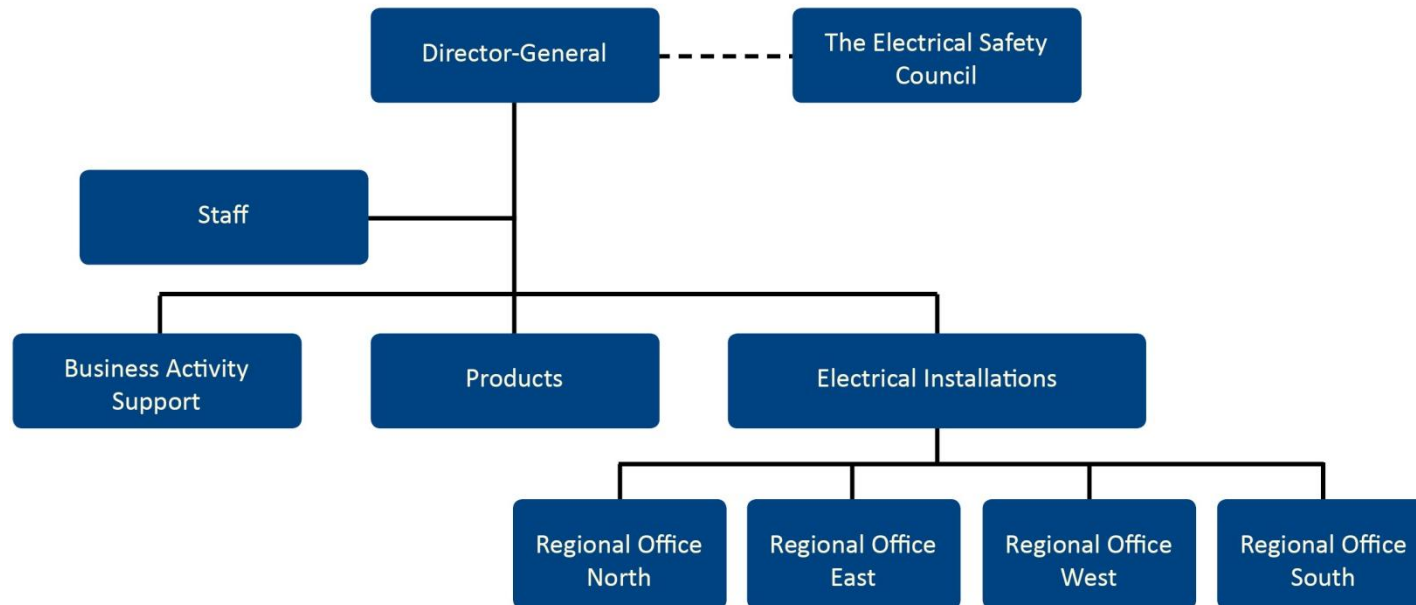 Director-General
The Electrical Safety
Council
Staff
Business Activity
Support
Products
Electrical Installations
Regional Office
North
Regional Office
East
Regional Office
West
Regional Office
South